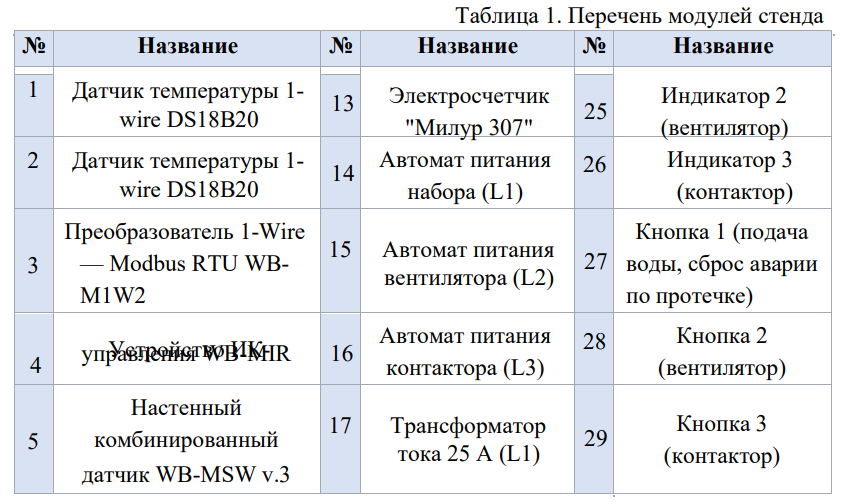 Таблица 1. Перечень модулей стенда
№ Название № Название № Название
1
Датчик температуры 1-
wire DS18B20
13
Электросчетчик
"Милур 307"
25
Индикатор 2
(вентилятор)
2
Датчик температуры 1-
wire DS18B20
14
Автомат питания
набора (L1)
26
Индикатор 3
(контактор)
3
Преобразователь 1-Wire
— Modbus RTU WB-
M1W2
15
Автомат питания
вентилятора (L2)
27
Кнопка 1 (подача
воды, сброс аварии
по протечке)
4
Устройство ИК-
управления WB-MIR
16
Автомат питания
контактора (L3)
28
Кнопка 2
(вентилятор)
5
Настенный
комбинированный
датчик WB-MSW v.3
17
Трансформатор
тока 25 А (L1)
29
Кнопка 3
(контактор)